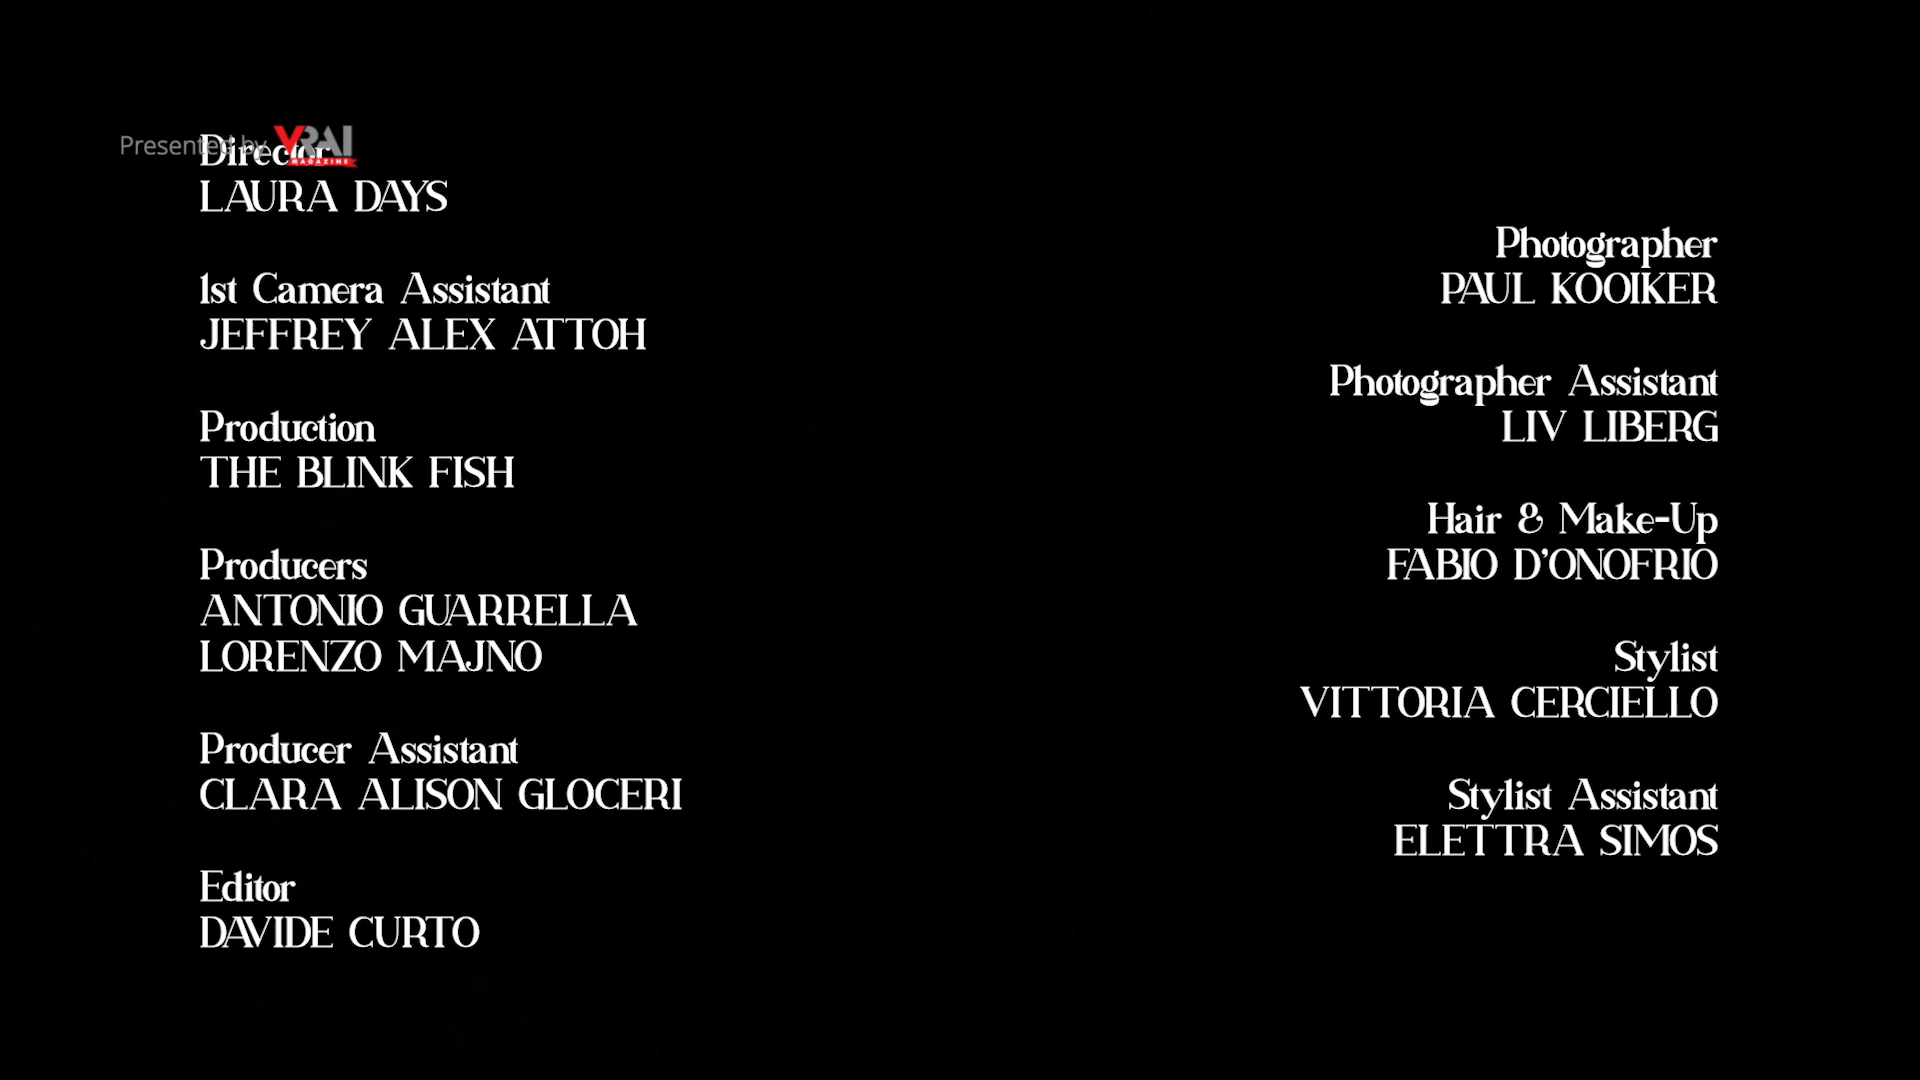 Presented by VRAI MAGAZINE
Director
LAURA DAYS
1st Camera Assistant
JEFFREY ALEX ATTOH
Production
THE BLINK FISH
Producers
ANTONIO GUARRELLA
LORENZO MAJNO
Producer Assistant
CLARA ALISON GLOCERI
Editor
DAVIDE CURTO
Photographer
PAUL KOOIKER
Photographer Assistant
LIV LIBERG
Hair & Make-Up
FABIO D'ONOFRIO
Stylist
VITTORIA CERCIELLO
Stylist Assistant
ELETTRA SIMOS